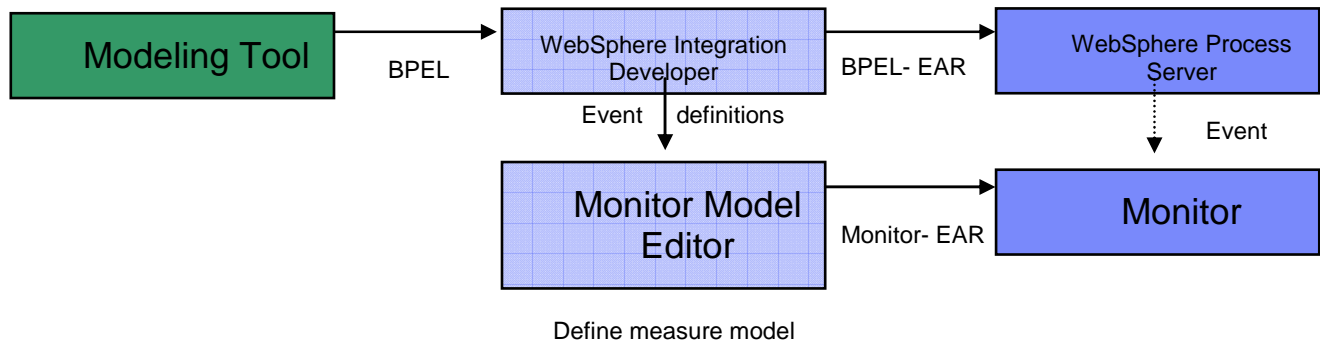 Modeling Tool
BPEL
WebSphere Integration
Developer
BPEL- EAR
WebSphere Process
Server
Event definitions
Event
Monitor Model
Editor
Monitor- EAR
Monitor
Define measure model